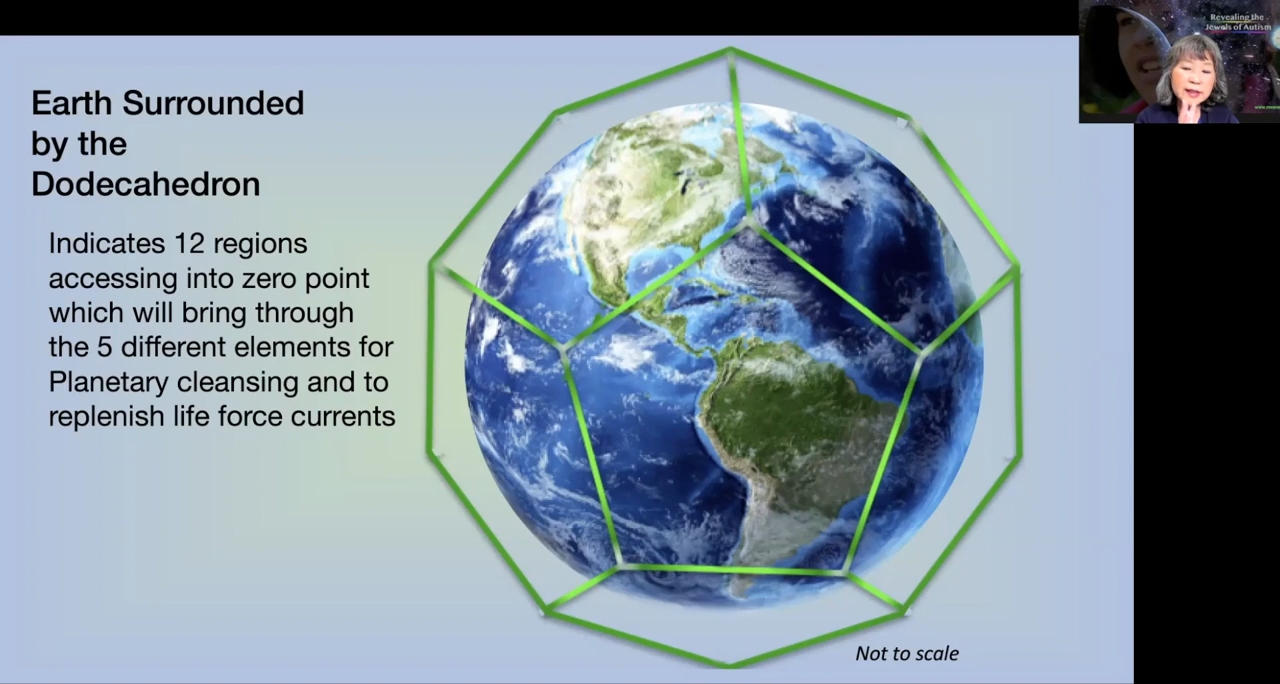 Earth Surrounded
by the
Dodecahedron
Indicates 12 regions
accessing into zero point
which will bring through
the 5 different elements for
Planetary cleansing and to
replenish life force currents
Not to scale
Revealing the
Jewels of Autism